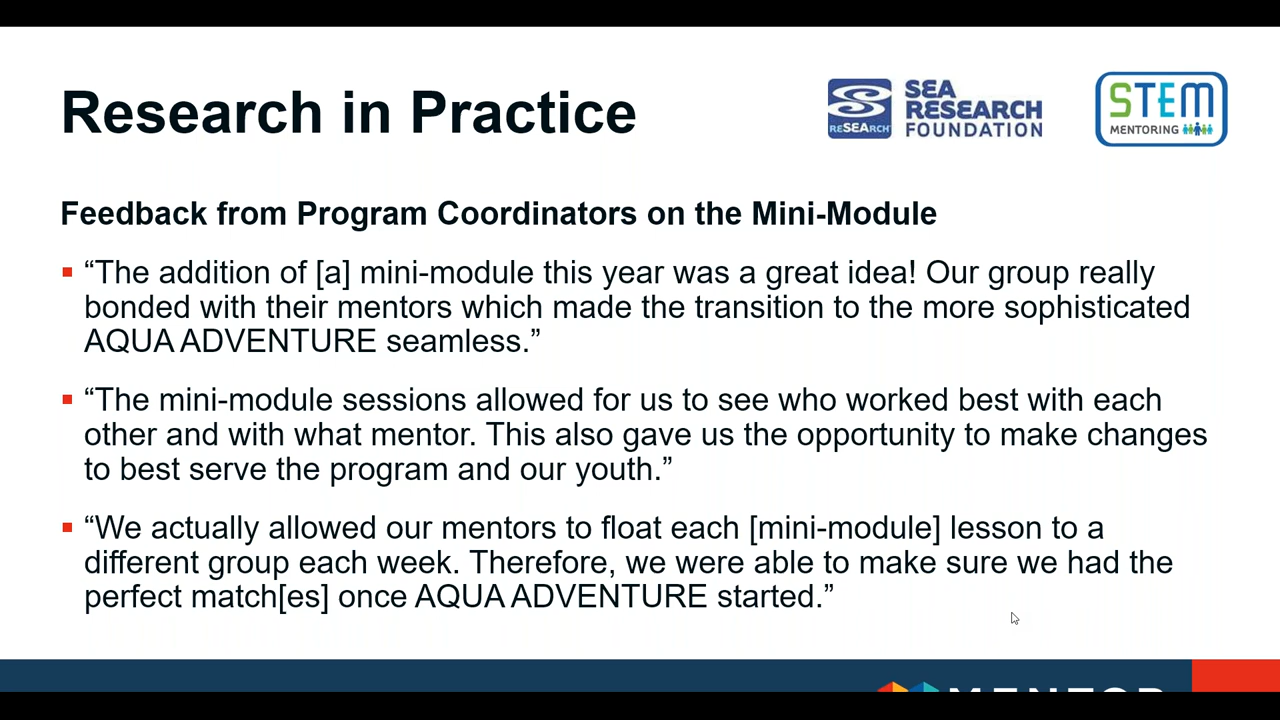 Research in Practice
SEA
RESEARCH
FOUNDATION
reSEArch
STEM
MENTORING
Feedback from Program Coordinators on the Mini-Module
“The addition of [a] mini-module this year was a great idea! Our group really
bonded with their mentors which made the transition to the more sophisticated
AQUA ADVENTURE seamless.”
“The mini-module sessions allowed for us to see who worked best with each
other and with what mentor. This also gave us the opportunity to make changes
to best serve the program and our youth.”
“We actually allowed our mentors to float each [mini-module] lesson to a
different group each week. Therefore, we were able to make sure we had the
perfect match[es] once AQUA ADVENTURE started.”
MENTOR